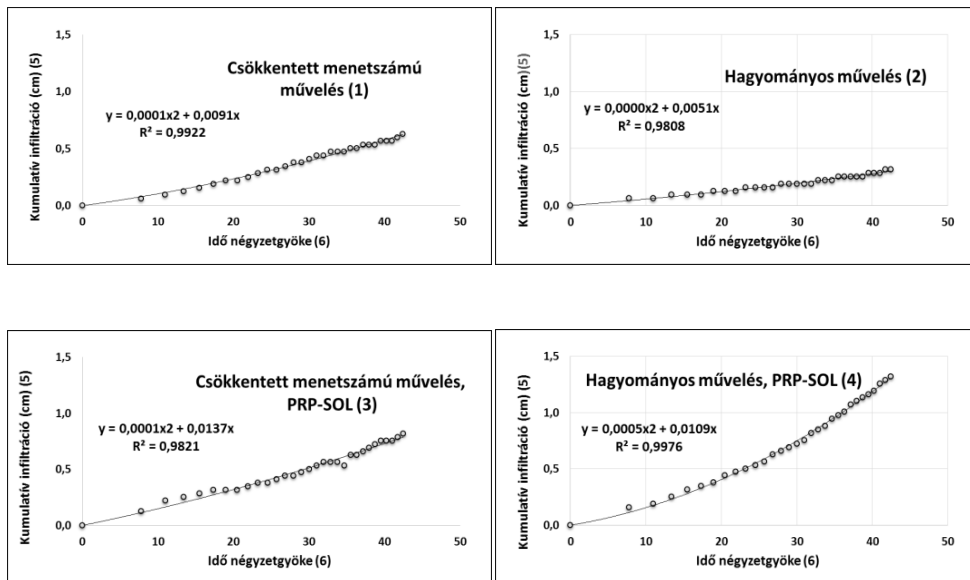 Kumulatív infiltráció (cm) (5)
1,5
1,0
0,5
0,0
Csökkentett menetszámú
művelés (1)
y = 0,0001x2 + 0,0091x
R² = 0,9922
0 10 20 30 40 50
Idő négyzetgyöke (6)
Kumulatív infiltráció (cm)(5)
1,5
1,0
0,5
0,0
Hagyományos művelés (2)
y = 0,0000x2 + 0,0051x
R² = 0,9808
0 10 20 30 40 50
Idő négyzetgyöke (6)
Kumulatív infiltráció (cm) (5)
1,5
1,0
0,5
0,0
Csökkentett menetszámú művelés,
PRP-SOL (3)
y = 0,0001x2 + 0,0137x
R² = 0,9821
0 10 20 30 40 50
Idő négyzetgyöke (6)
Kumulatív infiltráció (cm) (5)
1,5
1,0
0,5
0,0
Hagyományos művelés, PRP-SOL (4)
y = 0,0005x2 + 0,0109x
R² = 0,9976
0 10 20 30 40 50
Idő négyzetgyöke (6)